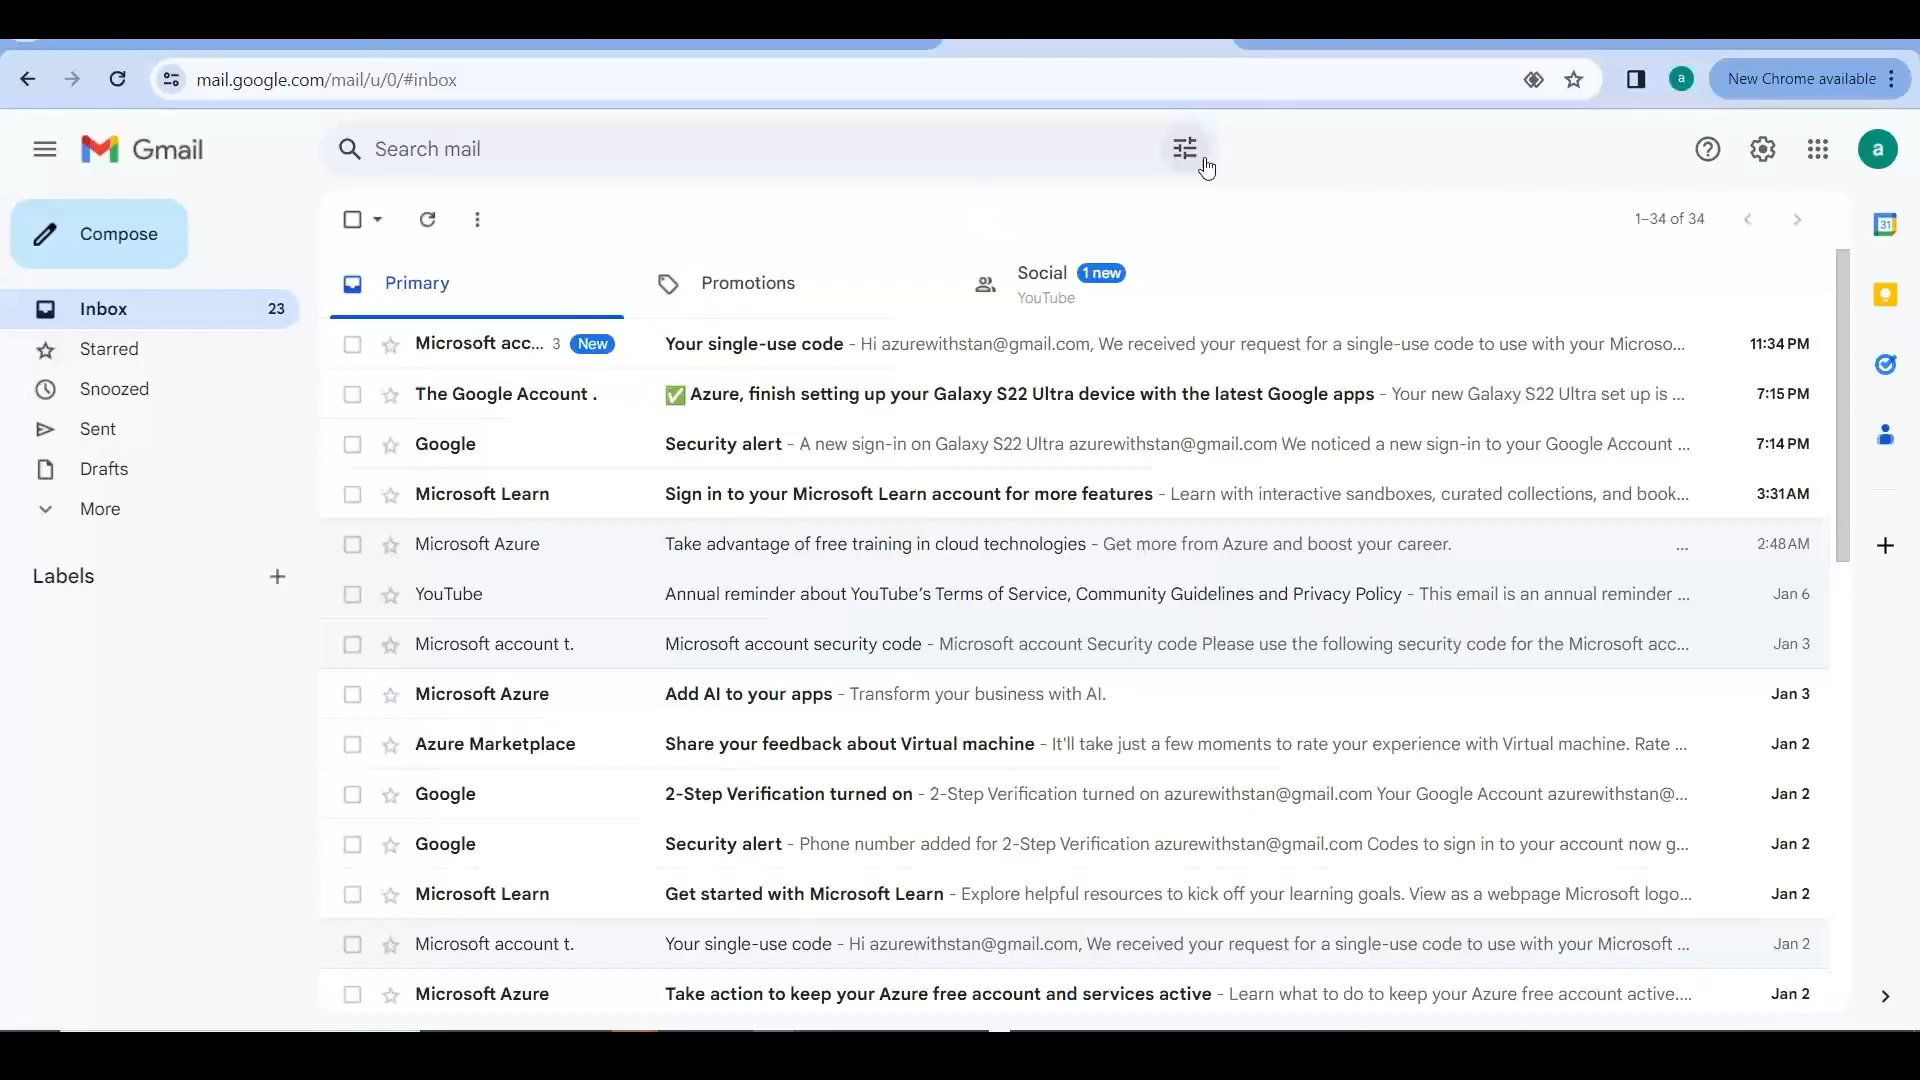 mail.google.com/mail/u/0/#inbox
a
New Chrome available
Gmail
Search mail
a
Compose
1–34 of 34
31
Primary
Promotions
Social 1 new
YouTube
Inbox 23
Starred
Snoozed
Sent
Drafts
More
Labels
Microsoft acc... 3 New Your single-use code - Hi azurewithstan@gmail.com, We received your request for a single-use code to use with your Microso... 11:34 PM
The Google Account . ✅ Azure, finish setting up your Galaxy S22 Ultra device with the latest Google apps - Your new Galaxy S22 Ultra set up is ... 7:15 PM
Google Security alert - A new sign-in on Galaxy S22 Ultra azurewithstan@gmail.com We noticed a new sign-in to your Google Account ... 7:14 PM
Microsoft Learn Sign in to your Microsoft Learn account for more features - Learn with interactive sandboxes, curated collections, and book... 3:31 AM
Microsoft Azure Take advantage of free training in cloud technologies - Get more from Azure and boost your career. ... 2:48 AM
YouTube Annual reminder about YouTube’s Terms of Service, Community Guidelines and Privacy Policy - This email is an annual reminder ... Jan 6
Microsoft account t. Microsoft account security code - Microsoft account Security code Please use the following security code for the Microsoft acc... Jan 3
Microsoft Azure Add AI to your apps - Transform your business with AI. Jan 3
Azure Marketplace Share your feedback about Virtual machine - It'll take just a few moments to rate your experience with Virtual machine. Rate ... Jan 2
Google 2-Step Verification turned on - 2-Step Verification turned on azurewithstan@gmail.com Your Google Account azurewithstan@... Jan 2
Google Security alert - Phone number added for 2-Step Verification azurewithstan@gmail.com Codes to sign in to your account now g... Jan 2
Microsoft Learn Get started with Microsoft Learn - Explore helpful resources to kick off your learning goals. View as a webpage Microsoft logo... Jan 2
Microsoft account t. Your single-use code - Hi azurewithstan@gmail.com, We received your request for a single-use code to use with your Microsoft ... Jan 2
Microsoft Azure Take action to keep your Azure free account and services active - Learn what to do to keep your Azure free account active.... Jan 2